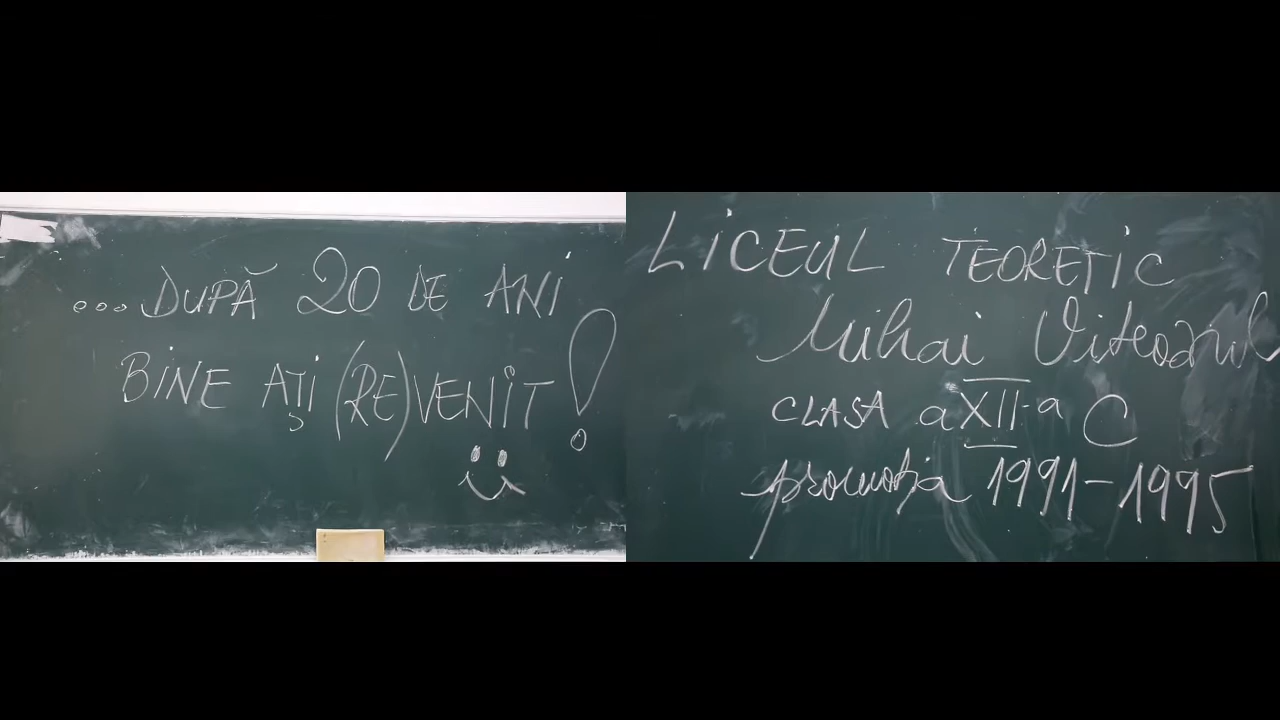 ...DUPĂ 20 DE ANI
BINE AȚI (RE)VENIT!
LICEUL TEORETIC
Mihai Viteazul
CLASA a XII-a C
promoția 1991-1995